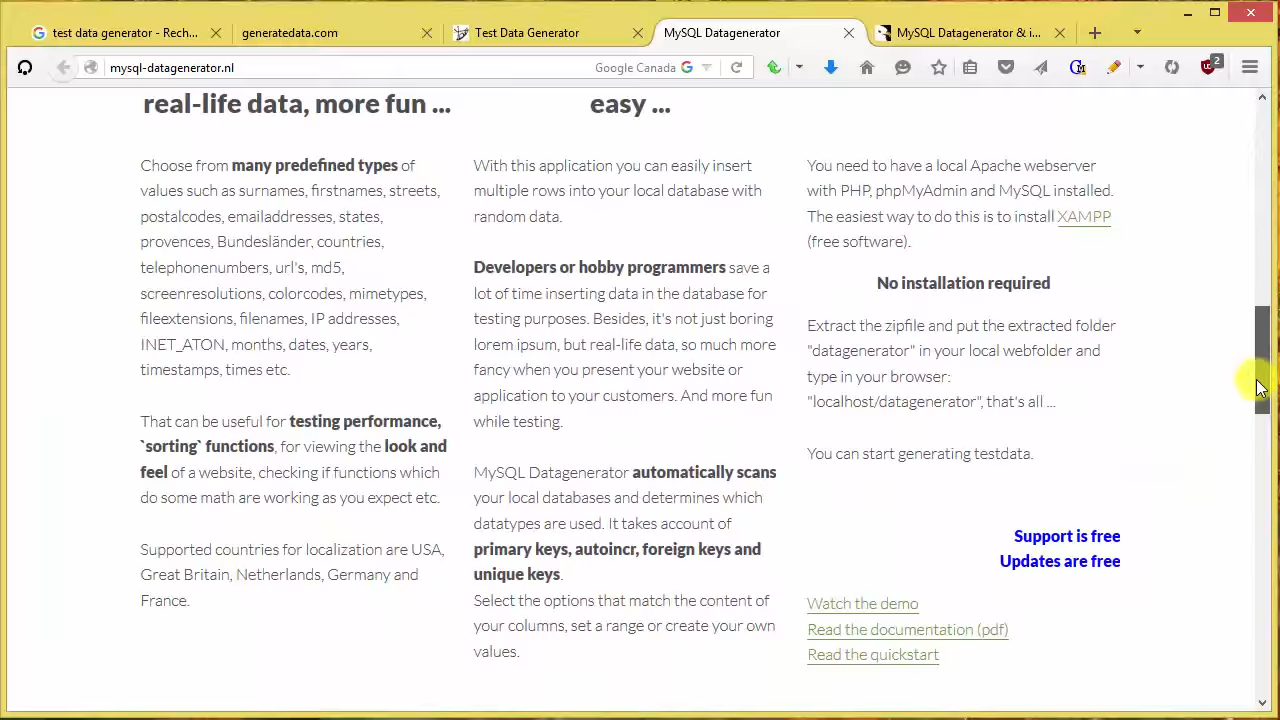 test data generator - Rech...
generatedata.com
Test Data Generator
MySQL Datagenerator
MySQL Datagenerator & i...
mysql-datagenerator.nl
Google Canada
2
real-life data, more fun ...
easy ...
Choose from many predefined types of
values such as surnames, firstnames, streets,
postalcodes, emailaddresses, states,
provences, Bundesländer, countries,
telephonenumbers, url's, md5,
screenresolutions, colorcodes, mimetypes,
fileextensions, filenames, IP addresses,
INET_ATON, months, dates, years,
timestamps, times etc.
That can be useful for testing performance,
`sorting` functions, for viewing the look and
feel of a website, checking if functions which
do some math are working as you expect etc.
Supported countries for localization are USA,
Great Britain, Netherlands, Germany and
France.
With this application you can easily insert
multiple rows into your local database with
random data.
Developers or hobby programmers save a
lot of time inserting data in the database for
testing purposes. Besides, it's not just boring
lorem ipsum, but real-life data, so much more
fancy when you present your website or
application to your customers. And more fun
while testing.
MySQL Datagenerator automatically scans
your local databases and determines which
datatypes are used. It takes account of
primary keys, autoincr, foreign keys and
unique keys.
Select the options that match the content of
your columns, set a range or create your own
values.
You need to have a local Apache webserver
with PHP, phpMyAdmin and MySQL installed.
The easiest way to do this is to install XAMPP
(free software).
No installation required
Extract the zipfile and put the extracted folder
"datagenerator" in your local webfolder and
type in your browser:
"localhost/datagenerator", that's all ...
You can start generating testdata.
Support is free
Updates are free
Watch the demo
Read the documentation (pdf)
Read the quickstart